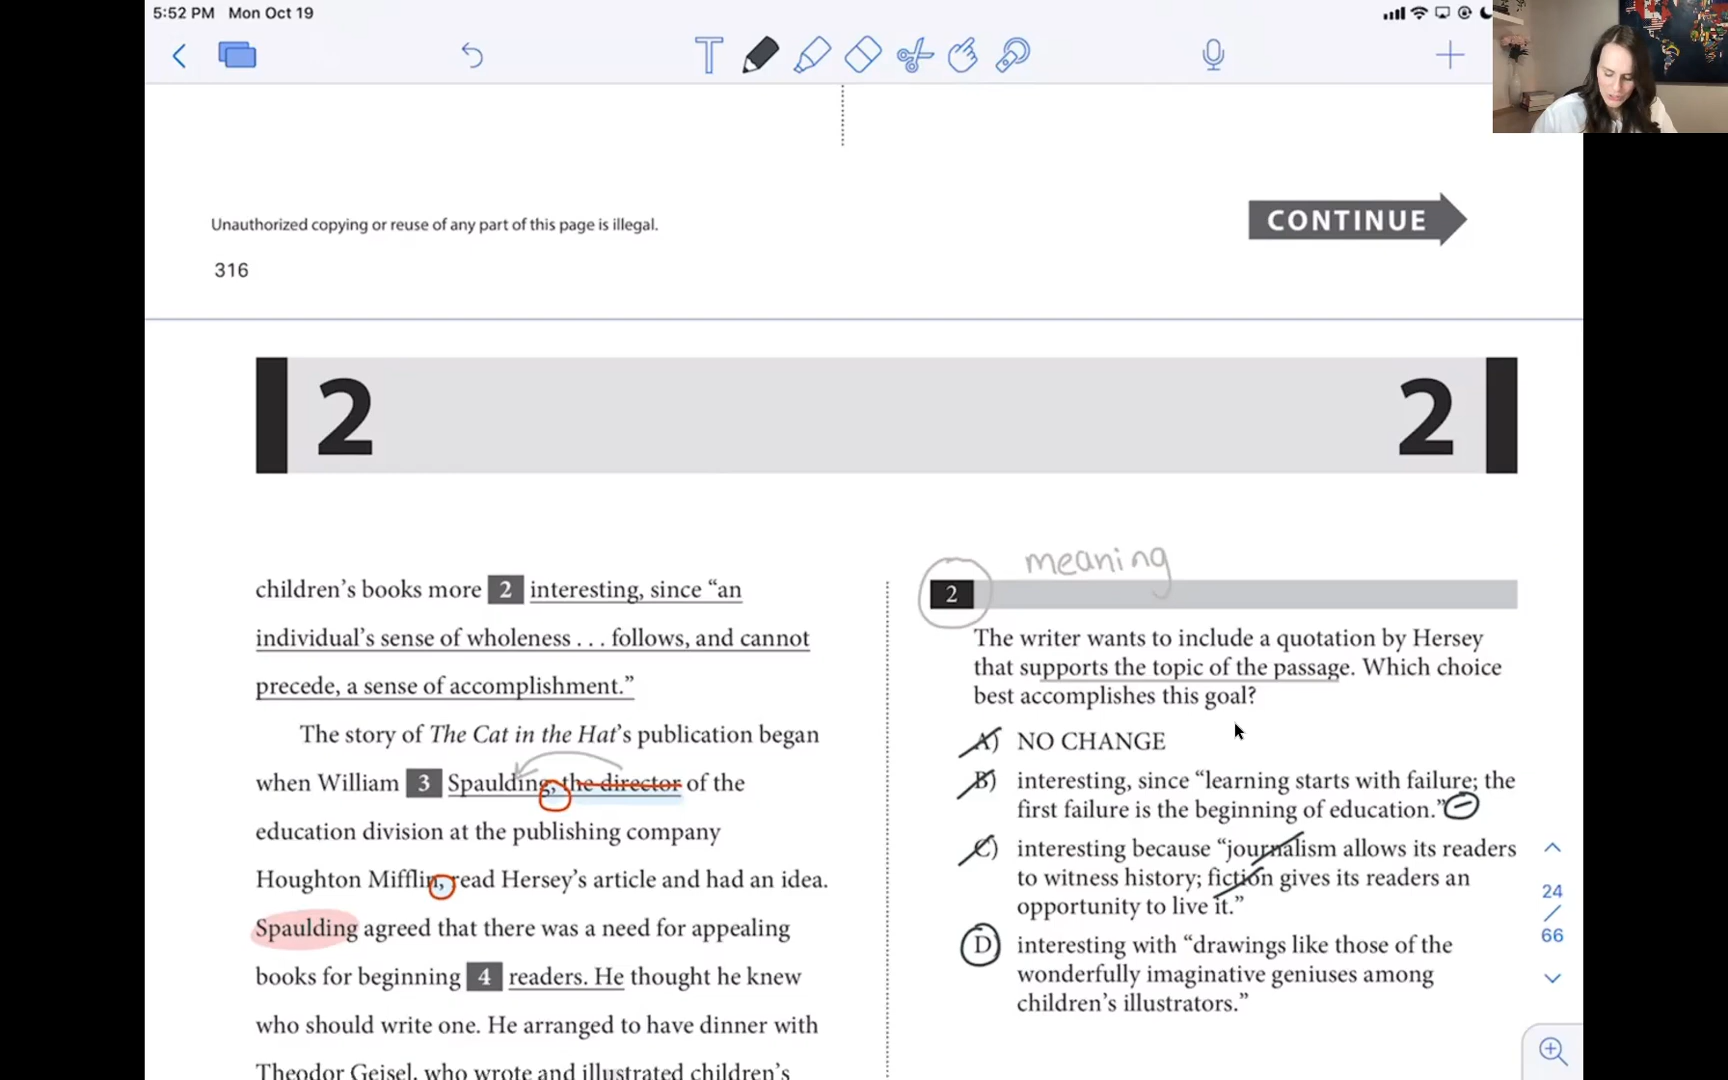 5:52 PM Mon Oct 19
Unauthorized copying or reuse of any part of this page is illegal.
CONTINUE
316
2
2
children's books more 2 interesting, since “an
individual's sense of wholeness . . . follows, and cannot
precede, a sense of accomplishment.”
The story of The Cat in the Hat's publication began
when William 3 Spaulding, the director of the
education division at the publishing company
Houghton Mifflin, read Hersey's article and had an idea.
Spaulding agreed that there was a need for appealing
books for beginning 4 readers. He thought he knew
who should write one. He arranged to have dinner with
Theodor Geisel, who wrote and illustrated children's
meaning
2
The writer wants to include a quotation by Hersey
that supports the topic of the passage. Which choice
best accomplishes this goal?
A) NO CHANGE
B) interesting, since “learning starts with failure; the
first failure is the beginning of education.”
C) interesting because “journalism allows its readers
to witness history; fiction gives its readers an
opportunity to live it.”
D) interesting with “drawings like those of the
wonderfully imaginative geniuses among
children's illustrators.”
24
/
66